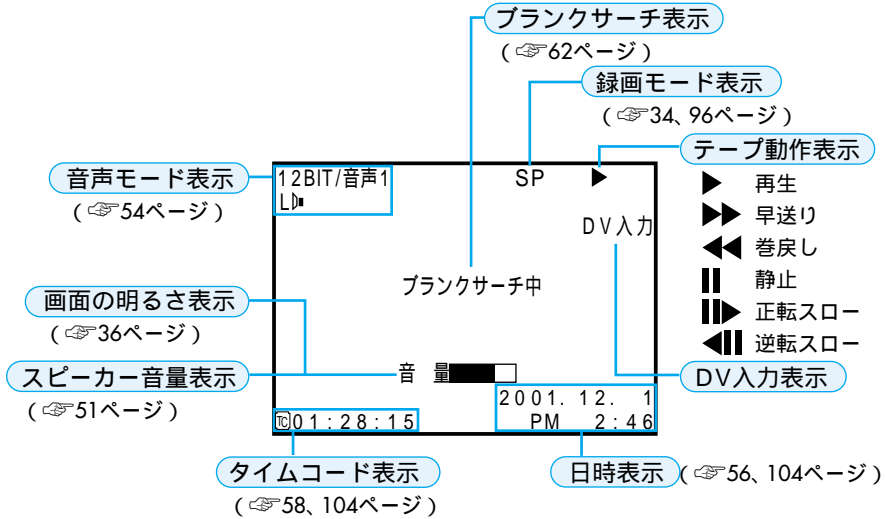 ブランクサーチ表示
(☞62ページ)
録画モード表示
(☞34、96ページ)
テープ動作表示
▶ 再生
▶▶ 早送り
◀◀ 巻戻し
❚❚ 静止
❚❚▶ 正転スロー
◀❚❚ 逆転スロー
音声モード表示
(☞54ページ)
12BIT/音声1
L
SP ▶
DV入力
ブランクサーチ中
画面の明るさ表示
(☞36ページ)
スピーカー音量表示
(☞51ページ)
音 量
DV入力表示
2001.12. 1
PM 2:46
TC 01:28:15
タイムコード表示
(☞58、104ページ)
日時表示 (☞56、104ページ)